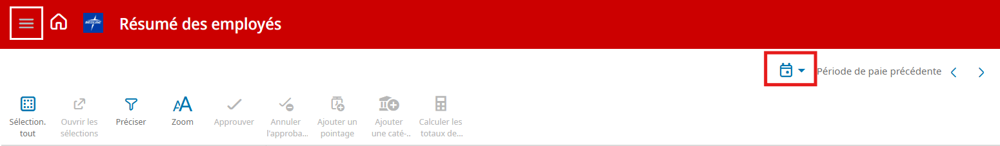 MEDLINE
Résumé des employés
Période de paie précédente
Sélection.
tout
Ouvrir les
sélections
Préciser
Zoom
Approuver
Annuler
l'approba...
Ajouter un
pointage
Ajouter
une caté-..
Calculer les
totaux de...